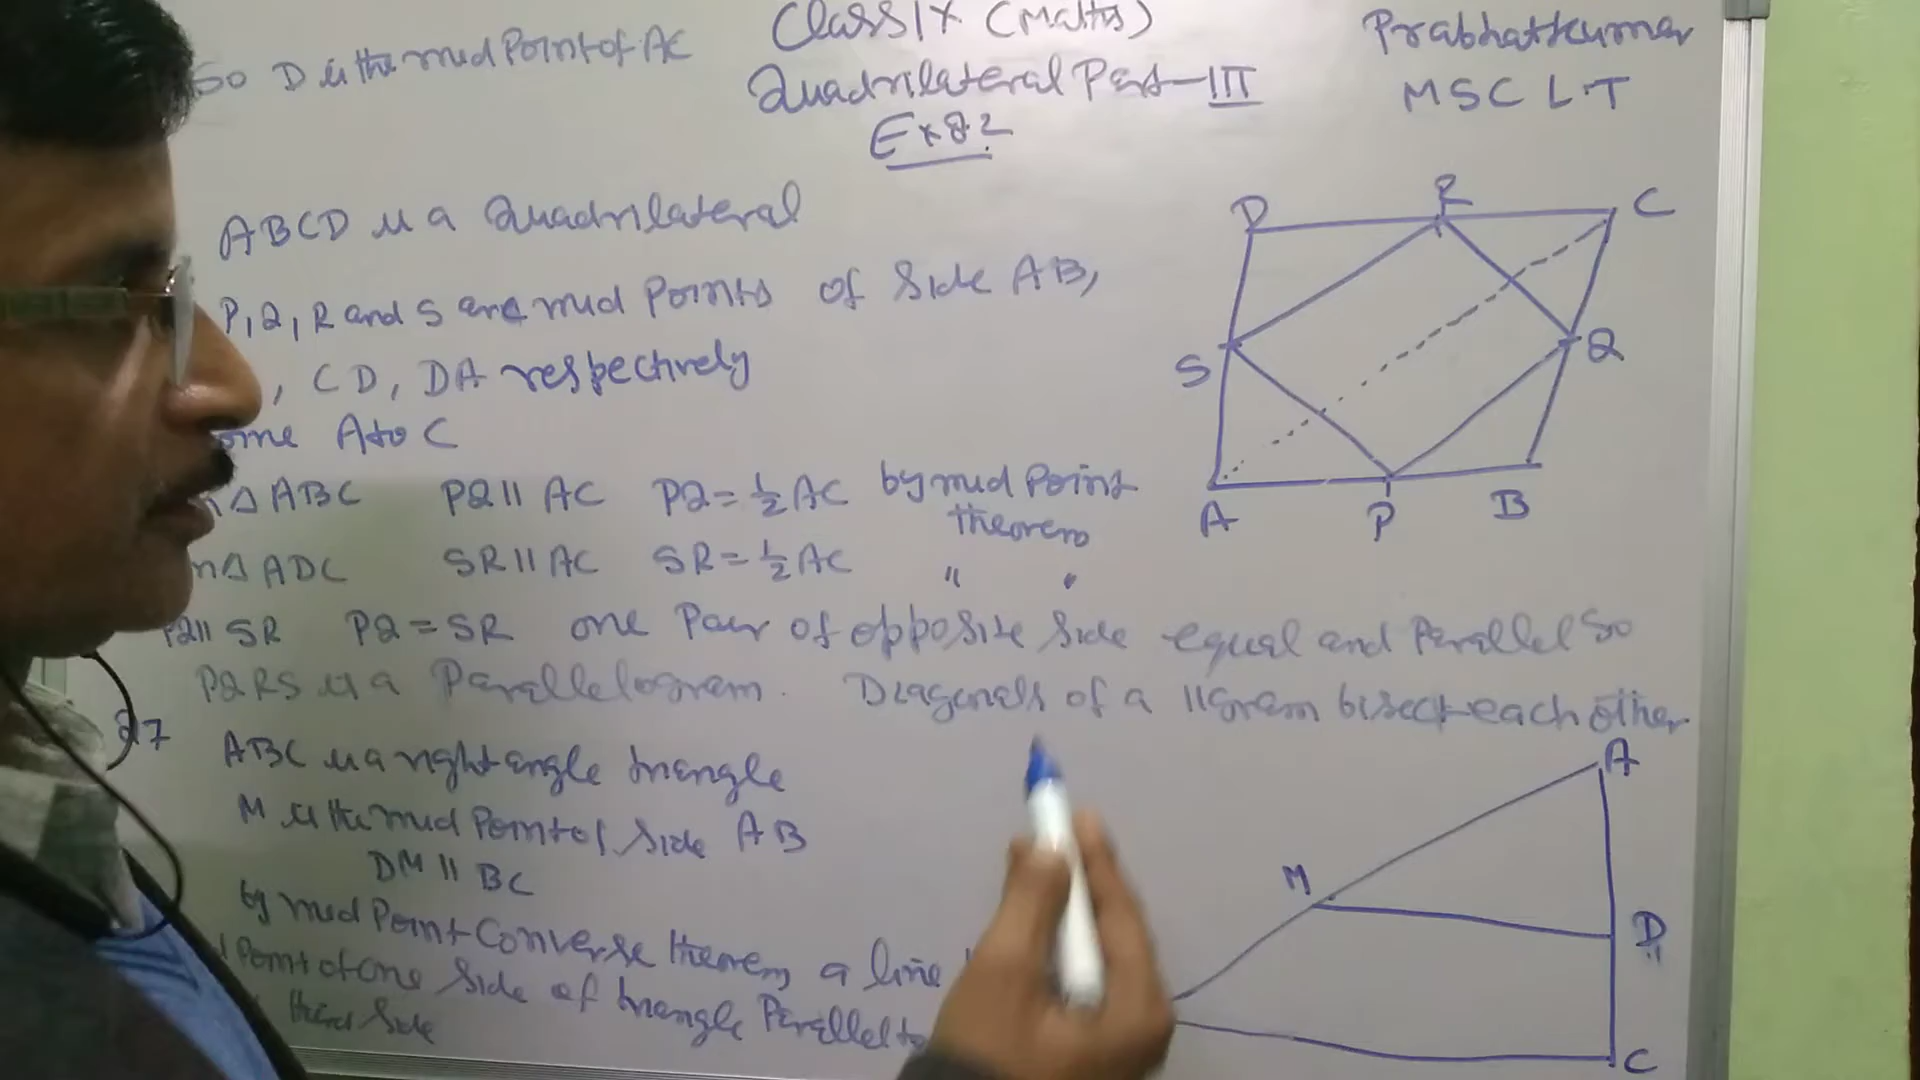 So D is the mid Point of AC
Class IX (Maths)
Quadrilateral Part-III
Ex 8.2
Prabhat Kumar
MSC L.T
ABCD is a Quadrilateral
P, Q, R and S are mid Points of Side AB,
, CD, DA respectively
A to C
Δ ABC PQ || AC PQ = 1/2 AC by mid Point
theorem
Δ ADC SR || AC SR = 1/2 AC " "
PQ || SR PQ = SR one Pair of opposite Side equal and Parallel So
PQRS is a Parallelogram. Diagonals of a ||gram bisect each other
Q7
ABC is a right angle triangle
M is the mid Point of Side AB
DM || BC
by mid Point Converse theorem, a line
Point of one Side of triangle Parallel to
third Side
D R C
S Q
A P B
A
M D
C